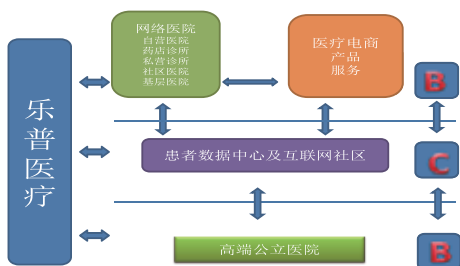 乐普医疗
网络医院
自营医院
药店诊所
私营诊所
社区医院
基层医院
医疗电商
产品
服务
B
患者数据中心及互联网社区
C
高端公立医院
B